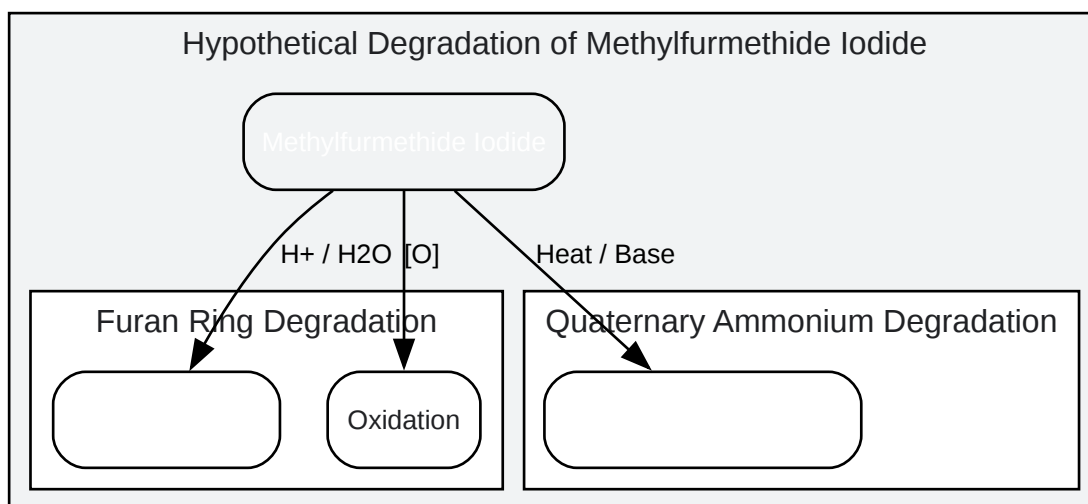 Hypothetical Degradation of Methylfurmethide Iodide
Methylfurmethide Iodide
H+ / H2O
[O]
Heat / Base
Furan Ring Degradation
Quaternary Ammonium Degradation
Oxidation